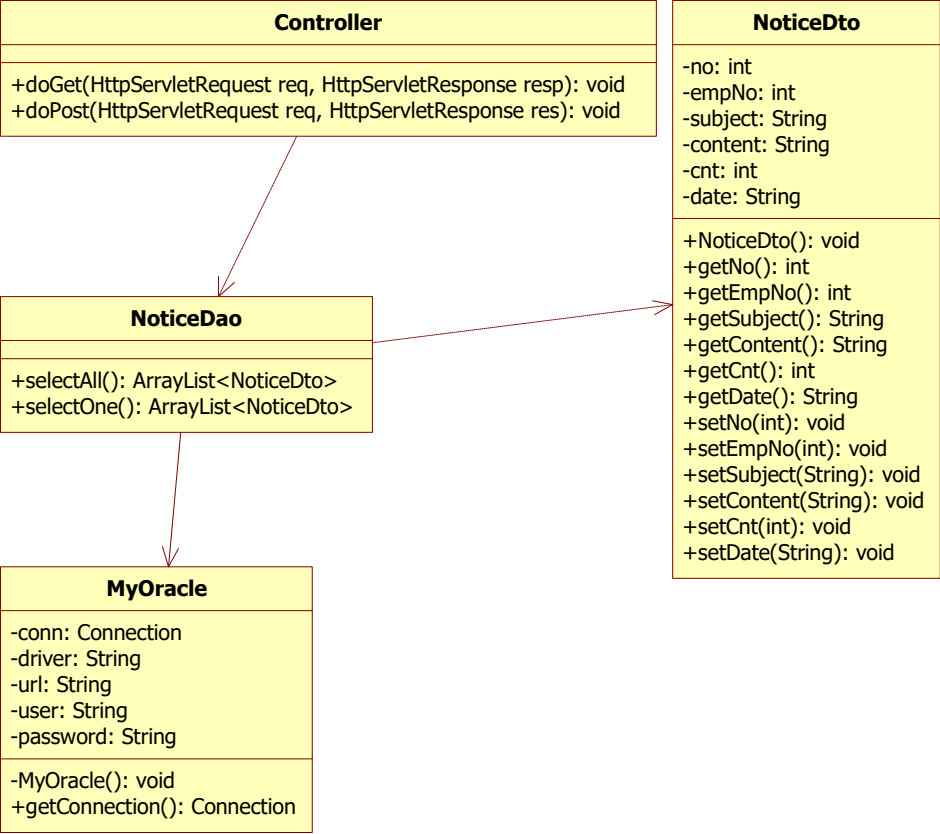 Controller
+doGet(HttpServletRequest req, HttpServletResponse resp): void
+doPost(HttpServletRequest req, HttpServletResponse res): void
NoticeDto
-no: int
-empNo: int
-subject: String
-content: String
-cnt: int
-date: String
+NoticeDto(): void
+getNo(): int
+getEmpNo(): int
+getSubject(): String
+getContent(): String
+getCnt(): int
+getDate(): String
+setNo(int): void
+setEmpNo(int): void
+setSubject(String): void
+setContent(String): void
+setCnt(int): void
+setDate(String): void
NoticeDao
+selectAll(): ArrayList<NoticeDto>
+selectOne(): ArrayList<NoticeDto>
MyOracle
-conn: Connection
-driver: String
-url: String
-user: String
-password: String
-MyOracle(): void
+getConnection(): Connection